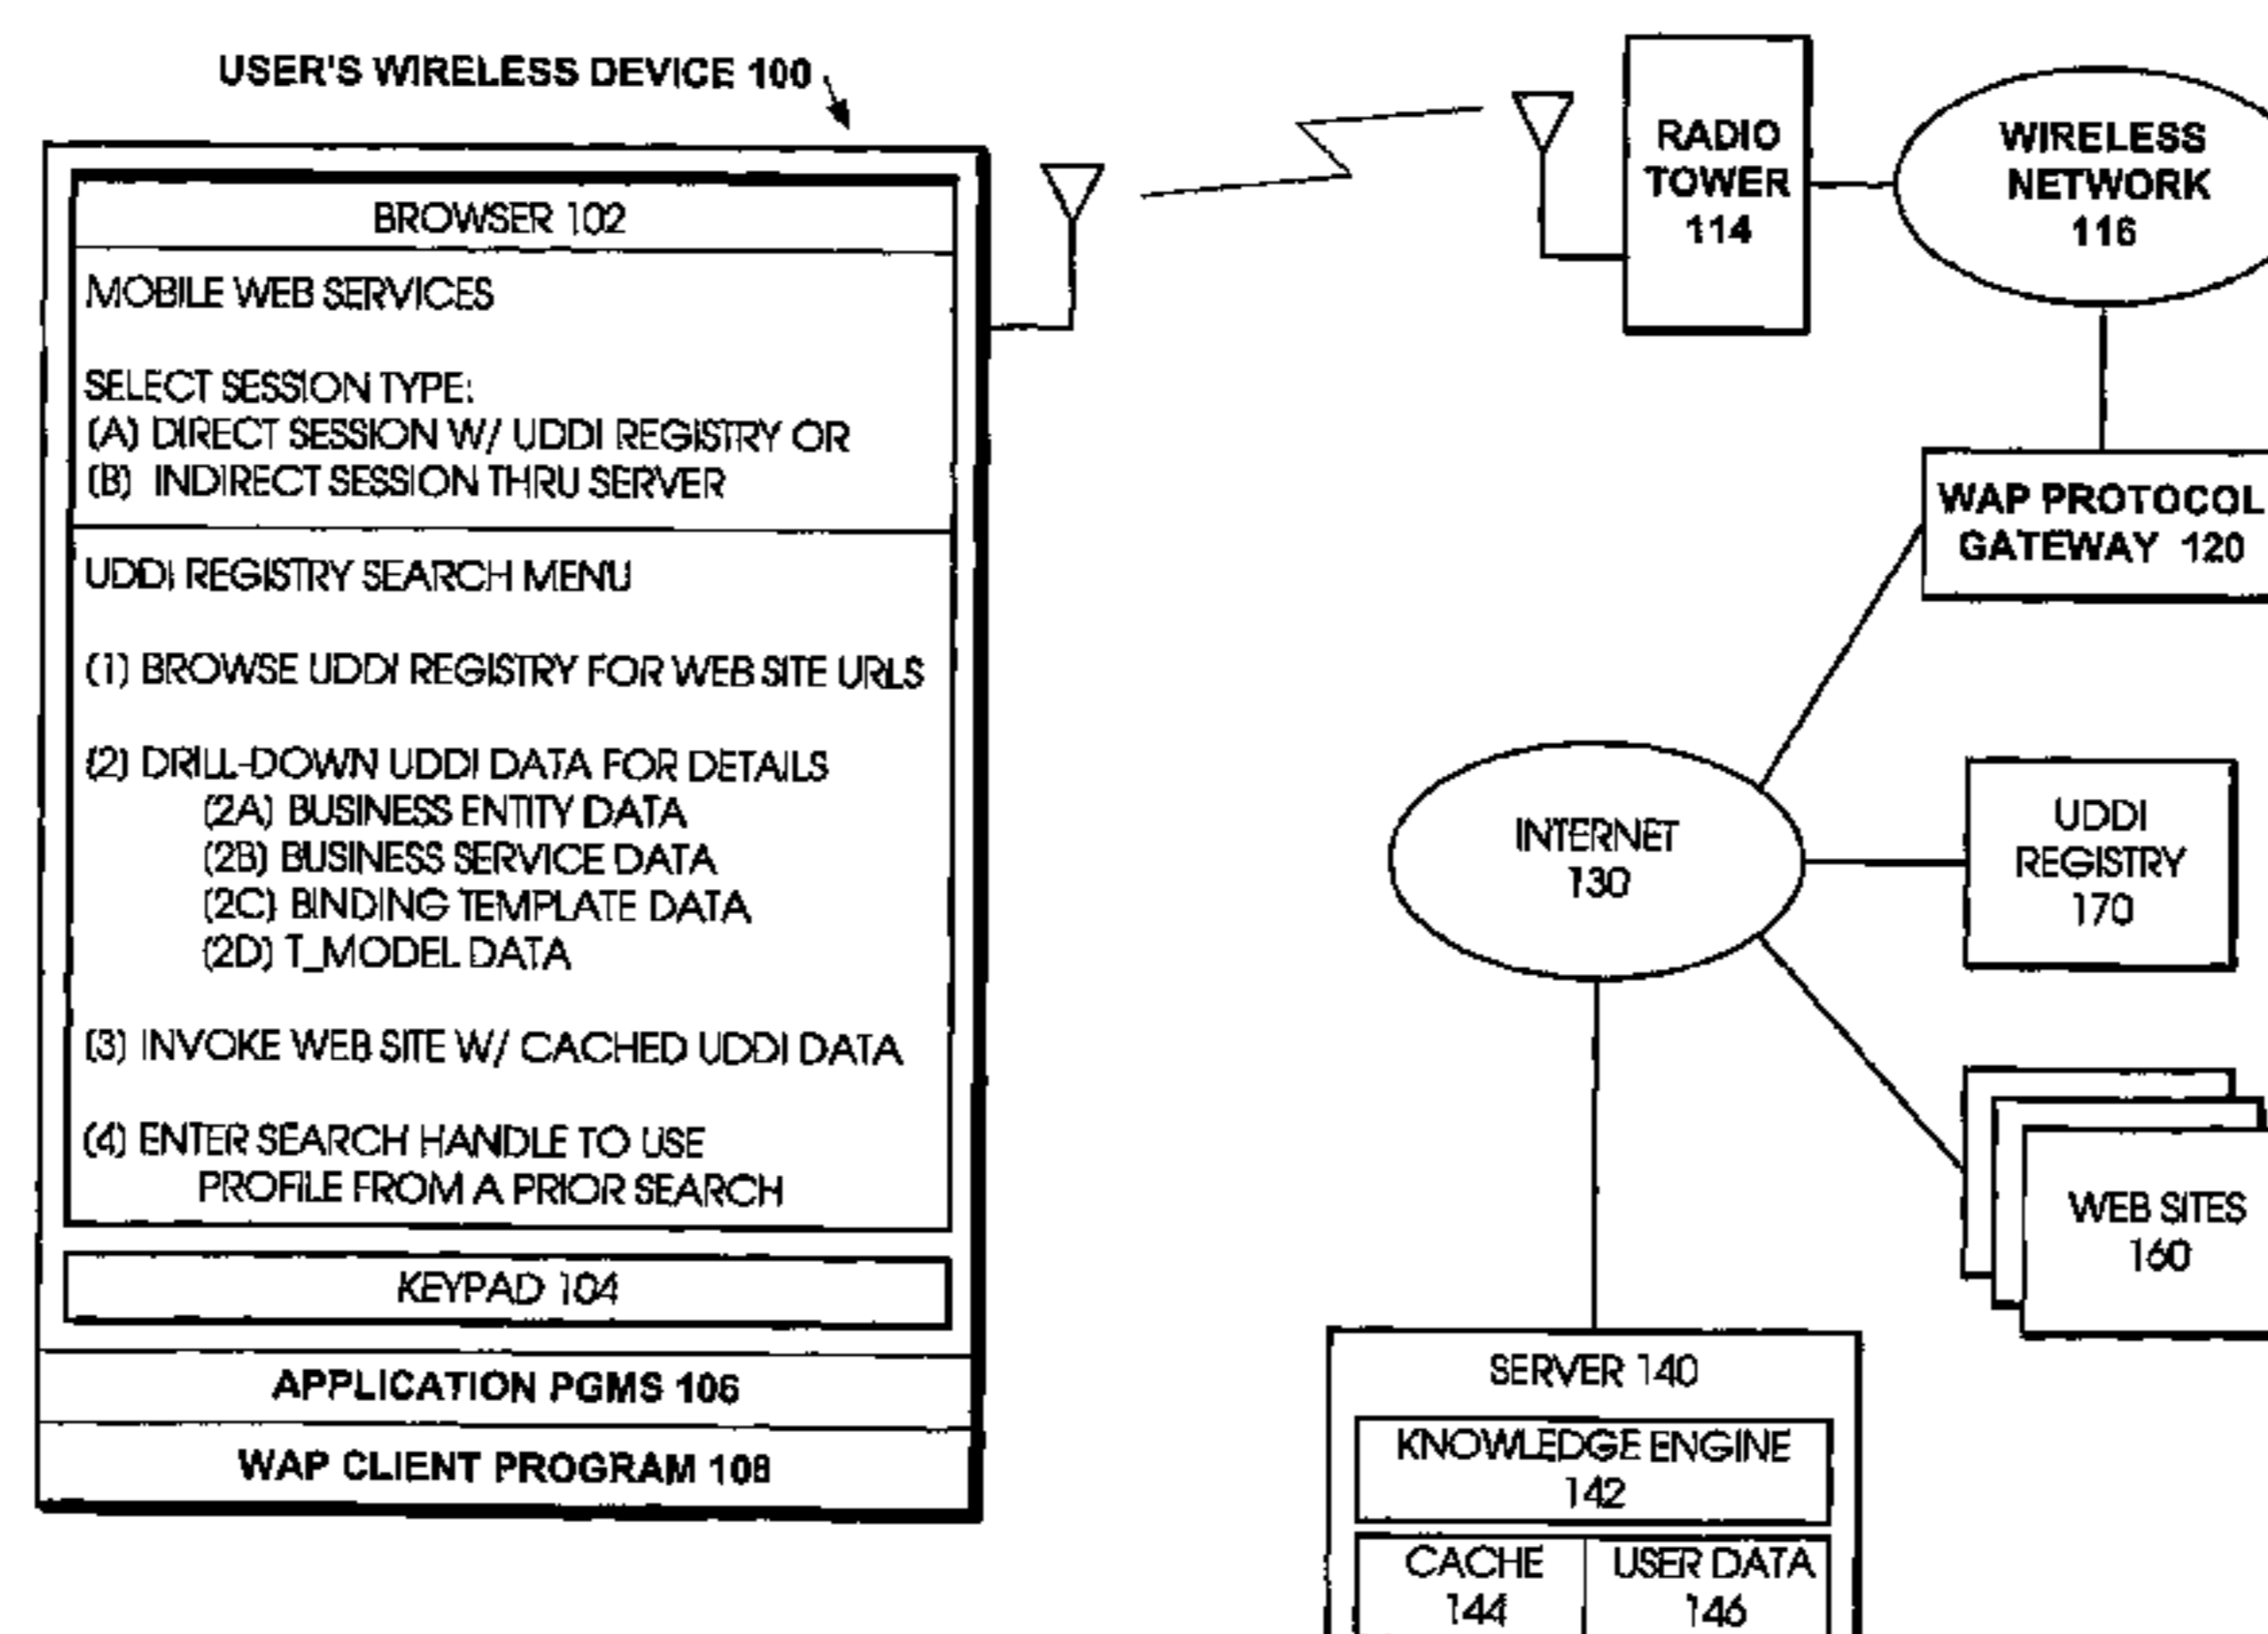 USER'S WIRELESS DEVICE 100
BROWSER 102
MOBILE WEB SERVICES
SELECT SESSION TYPE:
(A) DIRECT SESSION W/ UDDI REGISTRY OR
(B) INDIRECT SESSION THRU SERVER
UDDI REGISTRY SEARCH MENU
(1) BROWSE UDDI REGISTRY FOR WEB SITE URLS
(2) DRILL-DOWN UDDI DATA FOR DETAILS
(2A) BUSINESS ENTITY DATA
(2B) BUSINESS SERVICE DATA
(2C) BINDING TEMPLATE DATA
(2D) T_MODEL DATA
(3) INVOKE WEB SITE W/ CACHED UDDI DATA
(4) ENTER SEARCH HANDLE TO USE
PROFILE FROM A PRIOR SEARCH
KEYPAD 104
APPLICATION PGMS 106
WAP CLIENT PROGRAM 108
RADIO
TOWER
114
WIRELESS
NETWORK
116
WAP PROTOCOL
GATEWAY 120
INTERNET
130
UDDI
REGISTRY
170
WEB SITES
160
SERVER 140
KNOWLEDGE ENGINE
142
CACHE
144
USER DATA
146